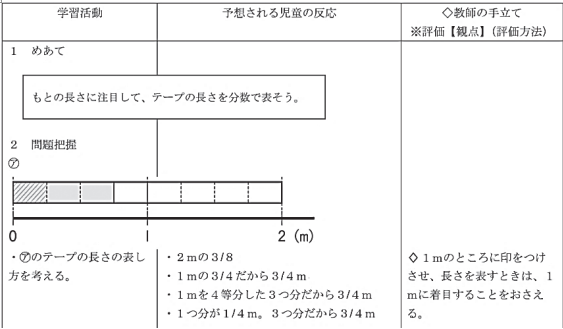 学習活動
予想される児童の反応
◇教師の手立て
※評価【観点】(評価方法)
1 めあて
もとの長さに注目して、テープの長さを分数で表そう。
2 問題把握
㋐
0 1 2 (m)
・㋐のテープの長さの表し
方を考える。
・2mの3/8
・1mの3/4だから3/4m
・1mを4等分した3つ分だから3/4m
・1つ分が1/4m。3つ分だから3/4m
◇1mのところに印をつけ
させ、長さを表すときは、1
mに着目することをおさえ
る。